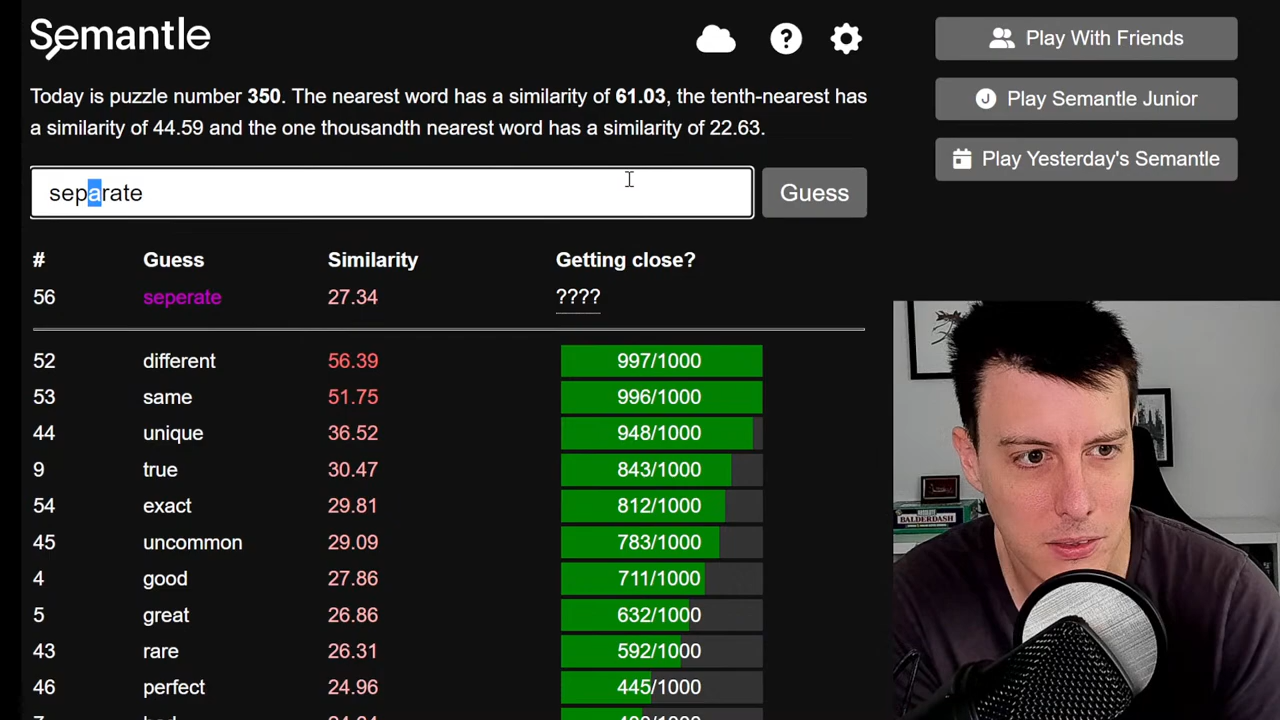 Semantle
Play With Friends
Today is puzzle number 350. The nearest word has a similarity of 61.03, the tenth-nearest has
a similarity of 44.59 and the one thousandth nearest word has a similarity of 22.63.
J Play Semantle Junior
Play Yesterday's Semantle
separate Guess
# Guess Similarity Getting close?
56 seperate 27.34 ????
52 different 56.39 997/1000
53 same 51.75 996/1000
44 unique 36.52 948/1000
9 true 30.47 843/1000
54 exact 29.81 812/1000
45 uncommon 29.09 783/1000
4 good 27.86 711/1000
5 great 26.86 632/1000
43 rare 26.31 592/1000
46 perfect 24.96 445/1000
BALDERDASH